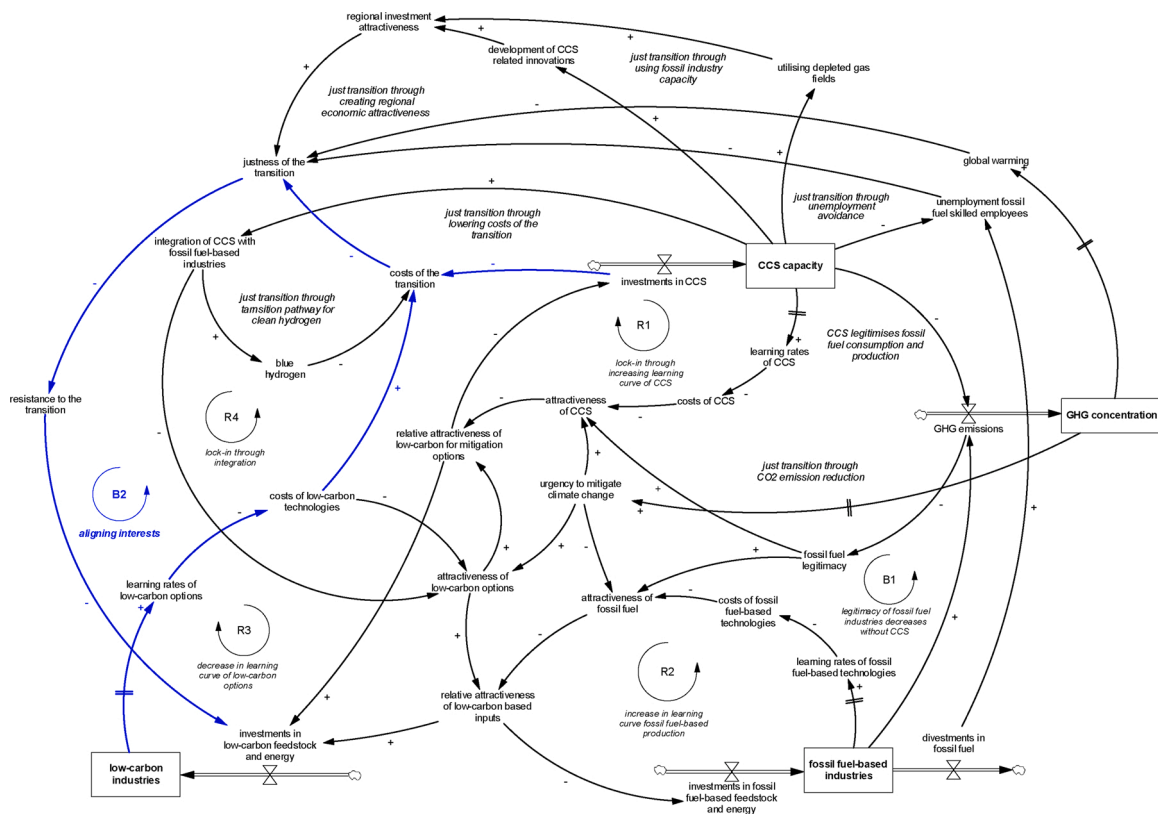 regional investment
attractiveness
development of CCS
related innovations
just transition through
using fossil industry
capacity
utilising depleted gas
fields
just transition through
creating regional
economic attractiveness
justness of the
transition
global warming
just transition through
unemployment
avoidance
unemployment fossil
fuel skilled employees
just transition through
lowering costs of the
transition
integration of CCS with
fossil fuel-based
industries
costs of the
transition
investments in CCS
CCS capacity
just transition through
tarnsition pathway for
clean hydrogen
R1
lock-in through
increasing learning
curve of CCS
CCS legitimises fossil
fuel consumption and
production
learning rates
of CCS
blue
hydrogen
resistance to the
transition
R4
lock-in through
integration
attractiveness
of CCS
costs of CCS
GHG concentration
GHG emissions
relative attractiveness of
low-carbon for mitigation
options
just transition through
CO2 emission reduction
urgency to mitigate
climate change
B2
aligning interests
costs of low-carbon
technologies
fossil fuel
legitimacy
learning rates of
low-carbon options
attractiveness of
low-carbon options
attractiveness of
fossil fuel
costs of fossil
fuel-based
technologies
B1
legitimacy of fossil fuel
industries decreases
without CCS
R3
decrease in learning
curve of low-carbon
options
R2
increase in learning
curve fossil fuel-based
production
learning rates of fossil
fuel-based technologies
relative attractiveness
of low-carbon based
inputs
investments in
low-carbon feedstock
and energy
low-carbon
industries
investments in fossil
fuel-based feedstock
and energy
fossil fuel-based
industries
divestments in
fossil fuel